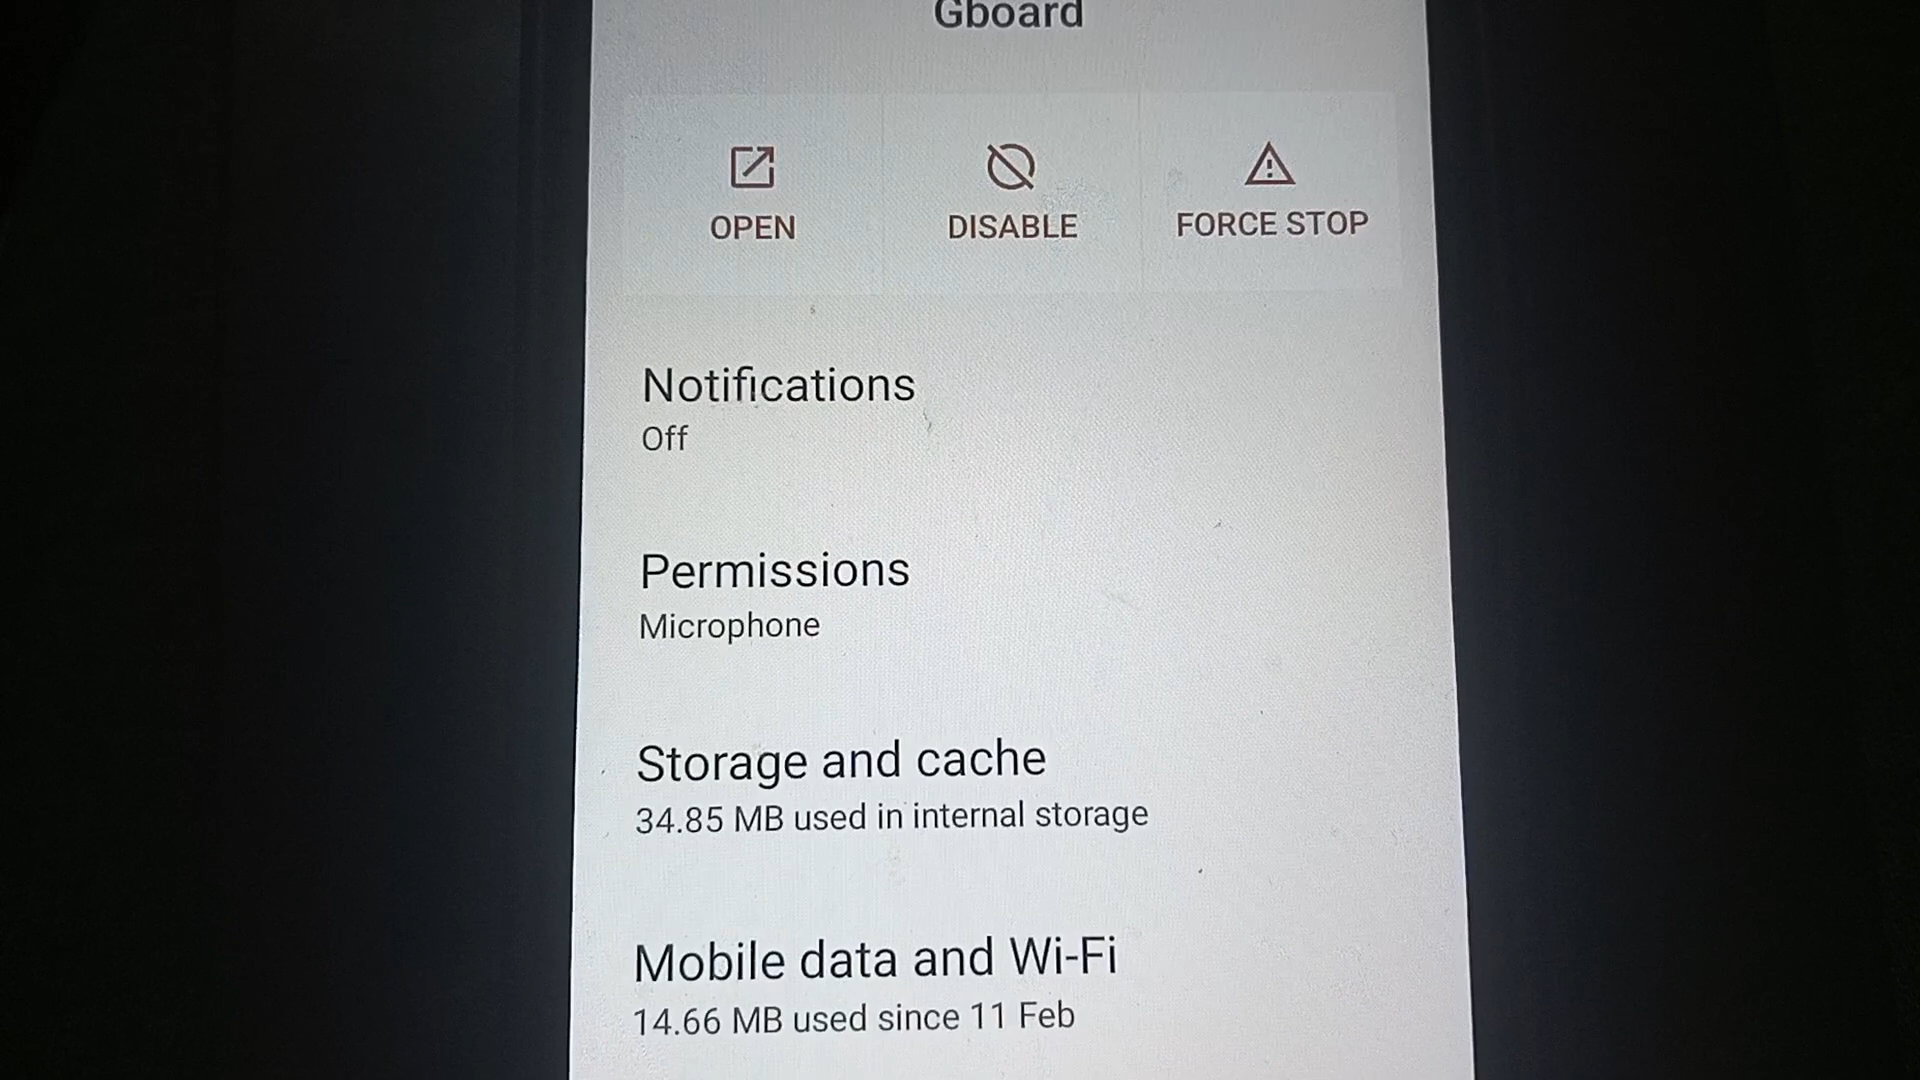 Gboard
OPEN
DISABLE
FORCE STOP
Notifications
Off
Permissions
Microphone
Storage and cache
34.85 MB used in internal storage
Mobile data and Wi-Fi
14.66 MB used since 11 Feb